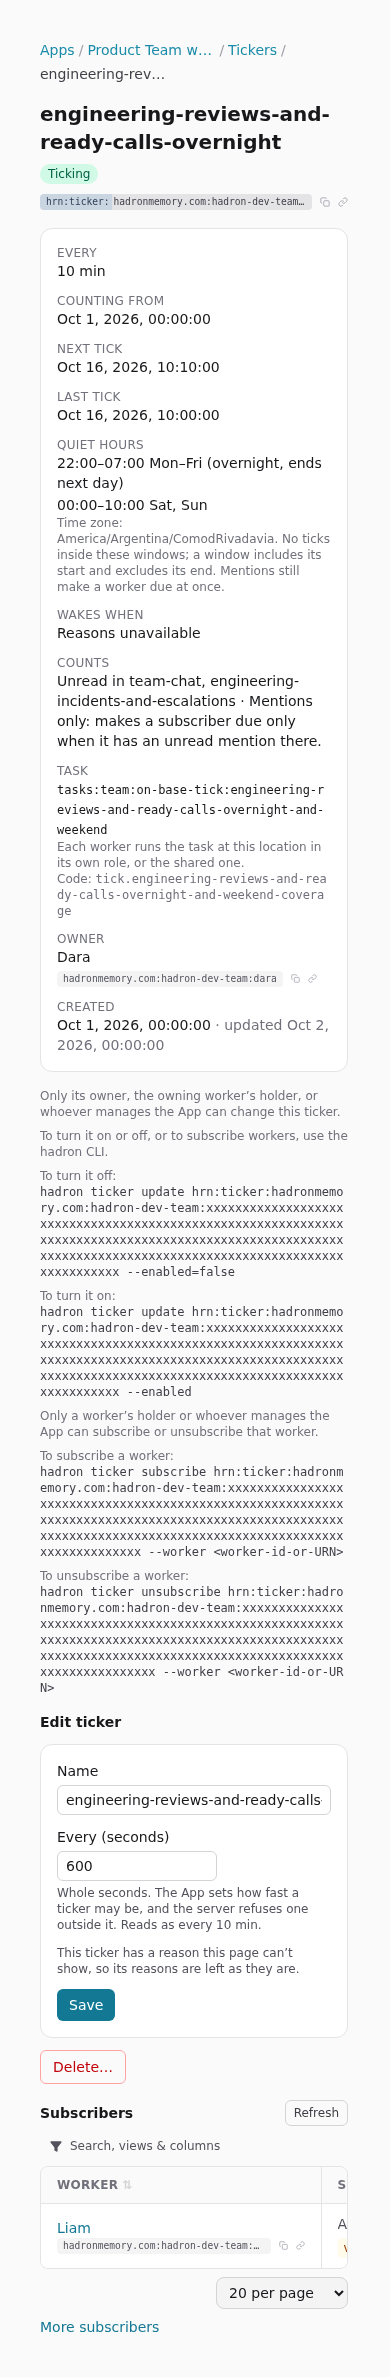 Apps / Product Team w… / Tickers /
engineering-rev…
engineering-reviews-and-
ready-calls-overnight
Ticking
hrn:ticker: hadronmemory.com:hadron-dev-team…
EVERY
10 min
COUNTING FROM
Oct 1, 2026, 00:00:00
NEXT TICK
Oct 16, 2026, 10:10:00
LAST TICK
Oct 16, 2026, 10:00:00
QUIET HOURS
22:00–07:00 Mon–Fri (overnight, ends
next day)
00:00–10:00 Sat, Sun
Time zone:
America/Argentina/ComodRivadavia. No ticks
inside these windows; a window includes its
start and excludes its end. Mentions still
make a worker due at once.
WAKES WHEN
Reasons unavailable
COUNTS
Unread in team-chat, engineering-
incidents-and-escalations · Mentions
only: makes a subscriber due only
when it has an unread mention there.
TASK
tasks:team:on-base-tick:engineering-r
eviews-and-ready-calls-overnight-and-
weekend
Each worker runs the task at this location in
its own role, or the shared one.
Code: tick.engineering-reviews-and-rea
dy-calls-overnight-and-weekend-covera
ge
OWNER
Dara
hadronmemory.com:hadron-dev-team:dara
CREATED
Oct 1, 2026, 00:00:00 · updated Oct 2,
2026, 00:00:00
Only its owner, the owning worker’s holder, or
whoever manages the App can change this ticker.
To turn it on or off, or to subscribe workers, use the
hadron CLI.
To turn it off:
hadron ticker update hrn:ticker:hadronmemo
ry.com:hadron-dev-team:xxxxxxxxxxxxxxxxxxx
xxxxxxxxxxxxxxxxxxxxxxxxxxxxxxxxxxxxxxxxxx
xxxxxxxxxxxxxxxxxxxxxxxxxxxxxxxxxxxxxxxxxx
xxxxxxxxxxxxxxxxxxxxxxxxxxxxxxxxxxxxxxxxxx
xxxxxxxxxxx --enabled=false
To turn it on:
hadron ticker update hrn:ticker:hadronmemo
ry.com:hadron-dev-team:xxxxxxxxxxxxxxxxxxx
xxxxxxxxxxxxxxxxxxxxxxxxxxxxxxxxxxxxxxxxxx
xxxxxxxxxxxxxxxxxxxxxxxxxxxxxxxxxxxxxxxxxx
xxxxxxxxxxxxxxxxxxxxxxxxxxxxxxxxxxxxxxxxxx
xxxxxxxxxxx --enabled
Only a worker’s holder or whoever manages the
App can subscribe or unsubscribe that worker.
To subscribe a worker:
hadron ticker subscribe hrn:ticker:hadronm
emory.com:hadron-dev-team:xxxxxxxxxxxxxxxx
xxxxxxxxxxxxxxxxxxxxxxxxxxxxxxxxxxxxxxxxxx
xxxxxxxxxxxxxxxxxxxxxxxxxxxxxxxxxxxxxxxxxx
xxxxxxxxxxxxxxxxxxxxxxxxxxxxxxxxxxxxxxxxxx
xxxxxxxxxxxxxx --worker <worker-id-or-URN>
To unsubscribe a worker:
hadron ticker unsubscribe hrn:ticker:hadro
nmemory.com:hadron-dev-team:xxxxxxxxxxxxxx
xxxxxxxxxxxxxxxxxxxxxxxxxxxxxxxxxxxxxxxxxx
xxxxxxxxxxxxxxxxxxxxxxxxxxxxxxxxxxxxxxxxxx
xxxxxxxxxxxxxxxxxxxxxxxxxxxxxxxxxxxxxxxxxx
xxxxxxxxxxxxxxxx --worker <worker-id-or-UR
N>
Edit ticker
Name
engineering-reviews-and-ready-calls-
Every (seconds)
600
Whole seconds. The App sets how fast a
ticker may be, and the server refuses one
outside it. Reads as every 10 min.
This ticker has a reason this page can’t
show, so its reasons are left as they are.
Save
Delete…
Subscribers
Refresh
Search, views & columns
WORKER ⇅ S
Liam A
hadronmemory.com:hadron-dev-team:…
20 per page
More subscribers